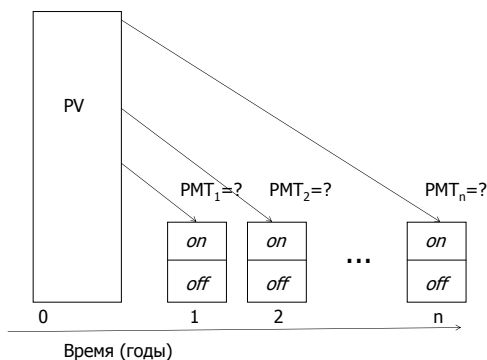 PV
PMT₁=? PMT₂=? PMTₙ=?
on on on
...
off off off
0 1 2 n
Время (годы)